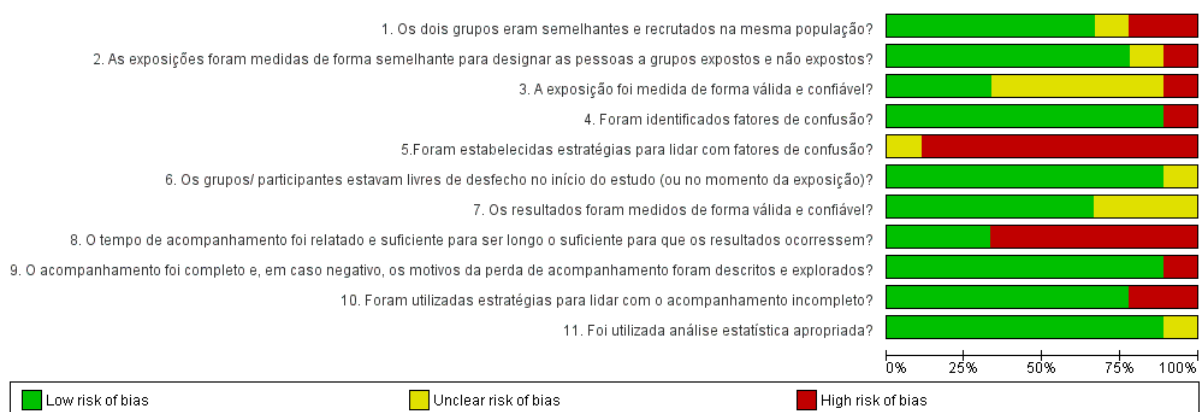 1. Os dois grupos eram semelhantes e recrutados na mesma população?
2. As exposições foram medidas de forma semelhante para designar as pessoas a grupos expostos e não expostos?
3. A exposição foi medida de forma válida e confiável?
4. Foram identificados fatores de confusão?
5.Foram estabelecidas estratégias para lidar com fatores de confusão?
6. Os grupos/ participantes estavam livres de desfecho no início do estudo (ou no momento da exposição)?
7. Os resultados foram medidos de forma válida e confiável?
8. O tempo de acompanhamento foi relatado e suficiente para ser longo o suficiente para que os resultados ocorressem?
9. O acompanhamento foi completo e, em caso negativo, os motivos da perda de acompanhamento foram descritos e explorados?
10. Foram utilizadas estratégias para lidar com o acompanhamento incompleto?
11. Foi utilizada análise estatística apropriada?
0% 25% 50% 75% 100%
Low risk of bias Unclear risk of bias High risk of bias